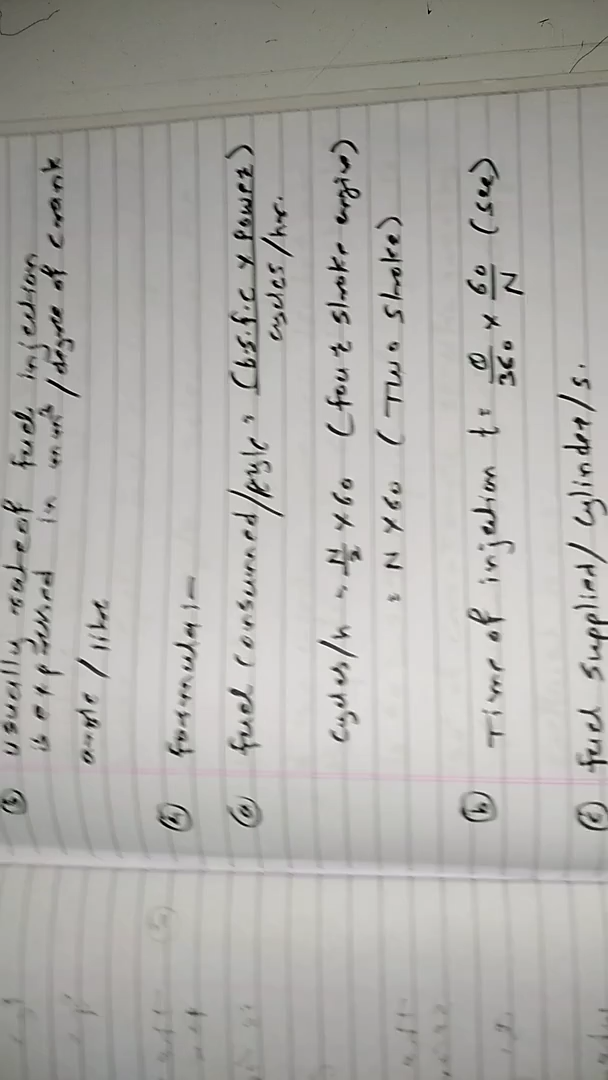 usually rate of fuel injection
is expressed in mm³/degree of crank
angle/litre
formula:-
(a) fuel consumed/cycle = (b.s.f.c x power)
cycles/hr.
cycles/h = N/2 x 60 (four stroke engine)
= N x 60 (Two stroke)
(b) Time of injection t = θ/360 x 60/N (sec)
(c) fuel supplied/cylinder/s.